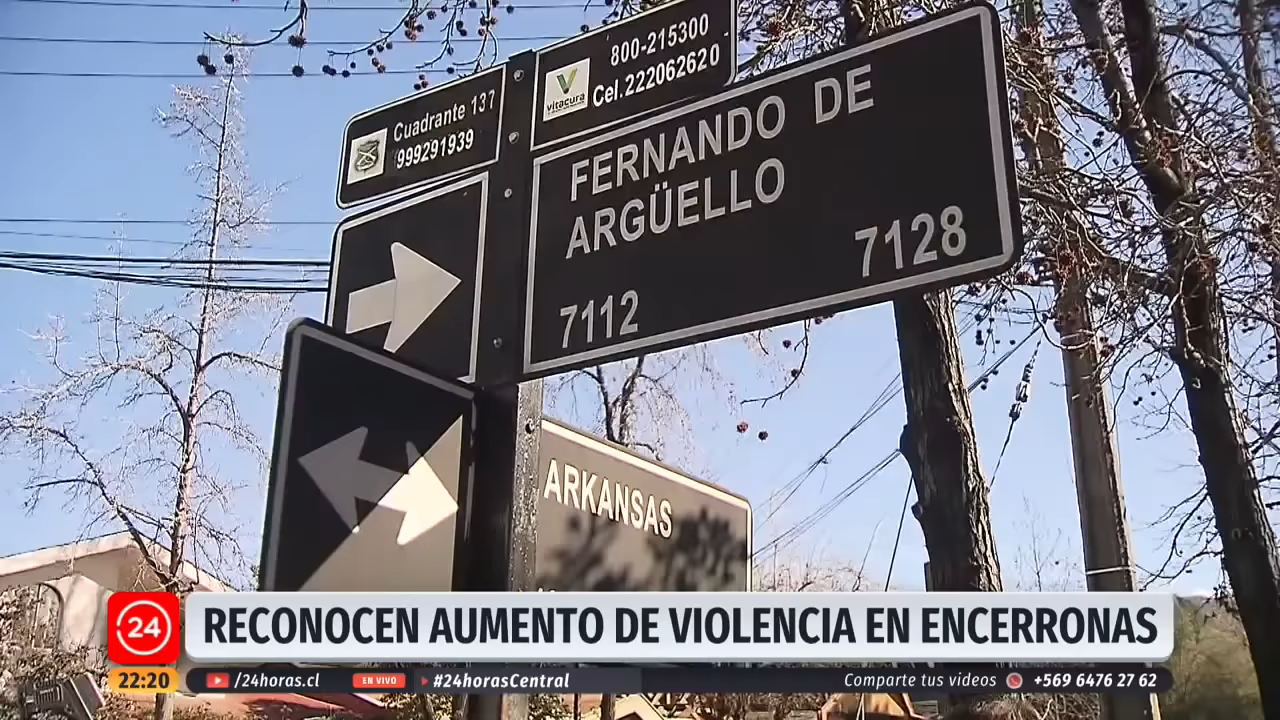 Cuadrante 137
999291939
vitacura
800-215300
Cel.222062620
FERNANDO DE
ARGÜELLO
7112
7128
ARKANSAS
24
RECONOCEN AUMENTO DE VIOLENCIA EN ENCERRONAS
22:20
/24horas.cl
EN VIVO
#24horasCentral
Comparte tus videos
+569 6476 27 62